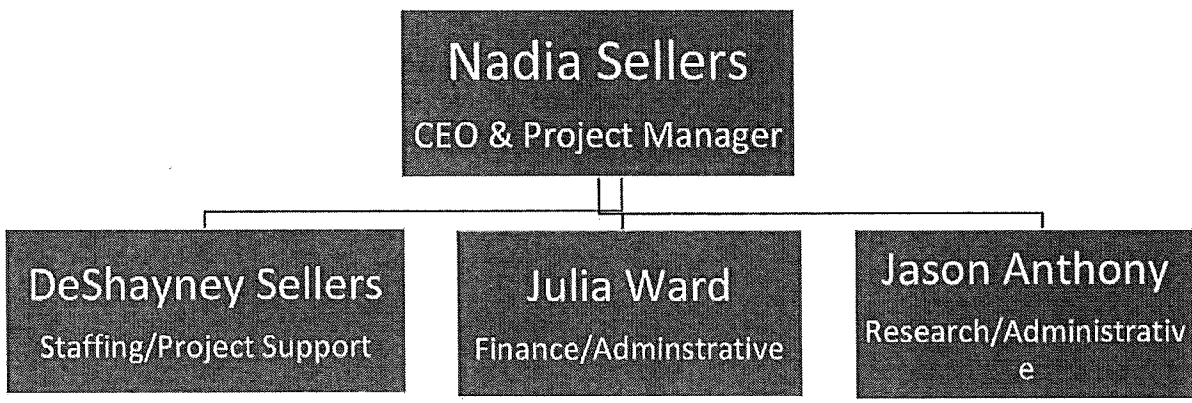 Nadia Sellers
CEO & Project Manager
DeShayney Sellers
Staffing/Project Support
Julia Ward
Finance/Adminstrative
Jason Anthony
Research/Administrativ
e